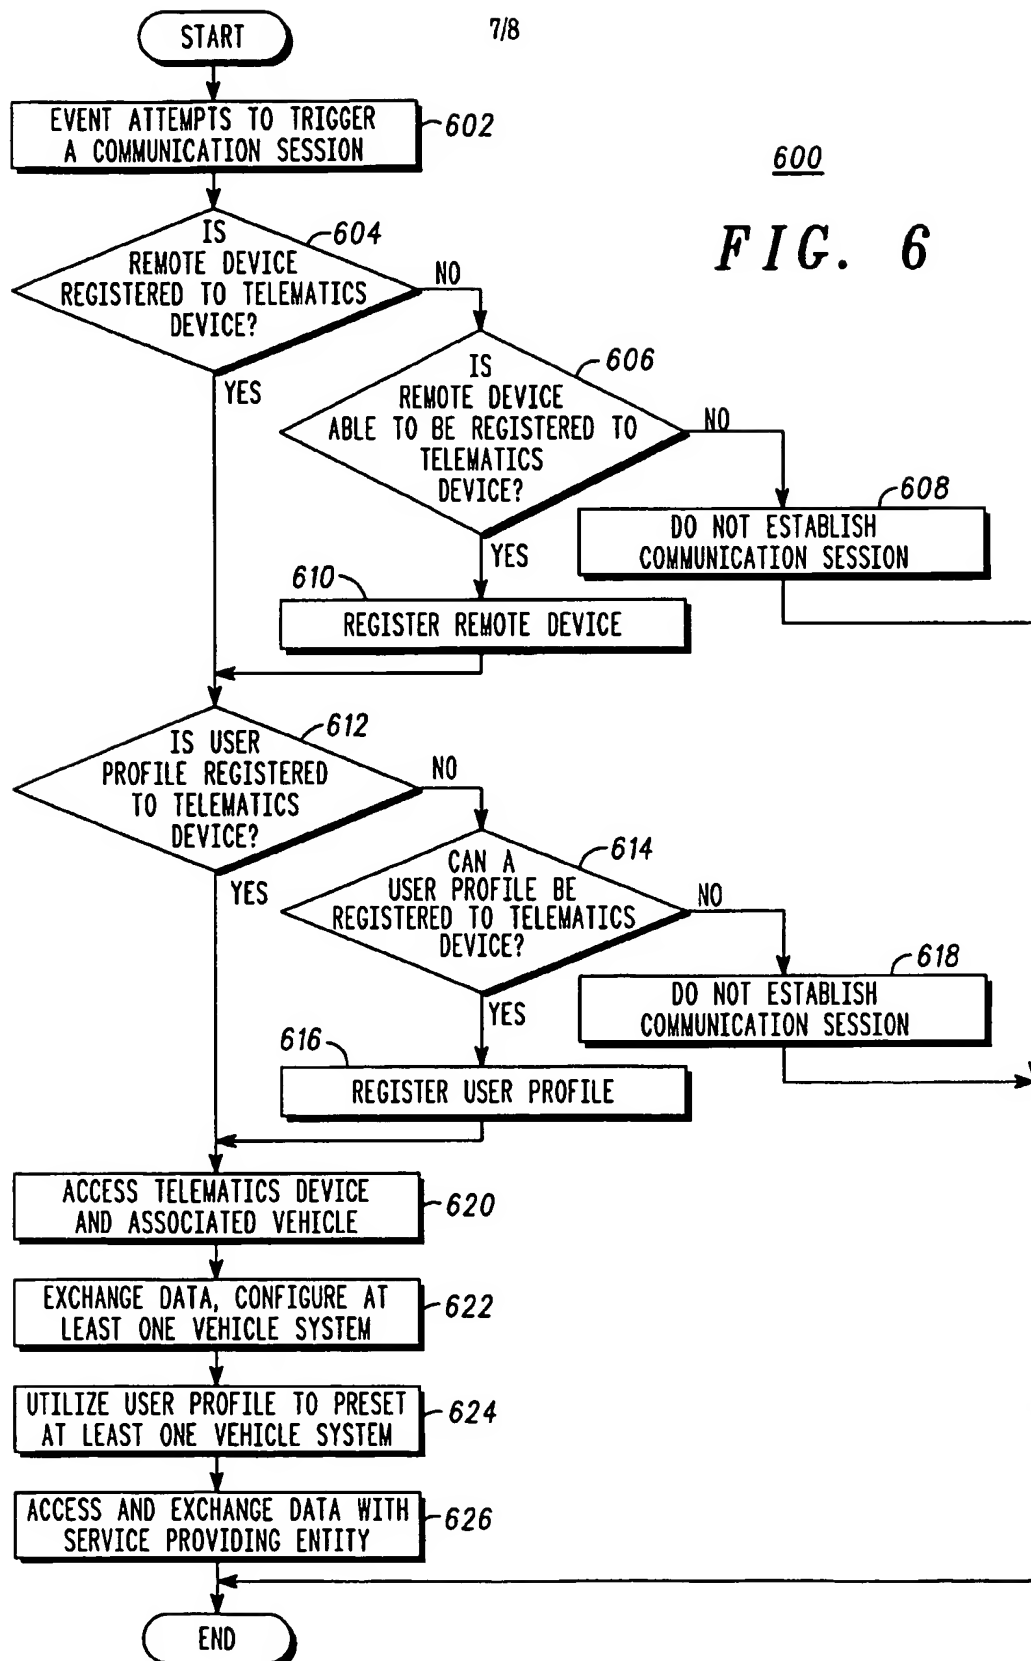 7/8
START
EVENT ATTEMPTS TO TRIGGER
A COMMUNICATION SESSION
602
600
FIG. 6
IS
REMOTE DEVICE
REGISTERED TO TELEMATICS
DEVICE?
604
NO
YES
IS
REMOTE DEVICE
ABLE TO BE REGISTERED TO
TELEMATICS
DEVICE?
606
NO
YES
DO NOT ESTABLISH
COMMUNICATION SESSION
608
610
REGISTER REMOTE DEVICE
IS USER
PROFILE REGISTERED
TO TELEMATICS
DEVICE?
612
NO
YES
CAN A
USER PROFILE BE
REGISTERED TO TELEMATICS
DEVICE?
614
NO
YES
DO NOT ESTABLISH
COMMUNICATION SESSION
618
616
REGISTER USER PROFILE
ACCESS TELEMATICS DEVICE
AND ASSOCIATED VEHICLE
620
EXCHANGE DATA, CONFIGURE AT
LEAST ONE VEHICLE SYSTEM
622
UTILIZE USER PROFILE TO PRESET
AT LEAST ONE VEHICLE SYSTEM
624
ACCESS AND EXCHANGE DATA WITH
SERVICE PROVIDING ENTITY
626
END